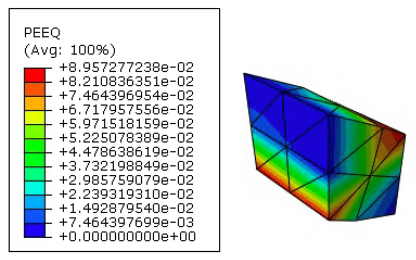 PEEQ
(Avg: 100%)
+8.957277238e-02
+8.210836351e-02
+7.464396954e-02
+6.717957556e-02
+5.971518159e-02
+5.225078389e-02
+4.478638619e-02
+3.732198849e-02
+2.985759079e-02
+2.239319310e-02
+1.492879540e-02
+7.464397699e-03
+0.000000000e+00